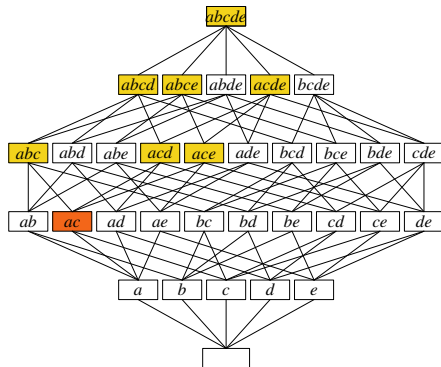 abcde
abcd abce abde acde bcde
abc abd abe acd ace ade bcd bce bde cde
ab ac ad ae bc bd be cd ce de
a b c d e